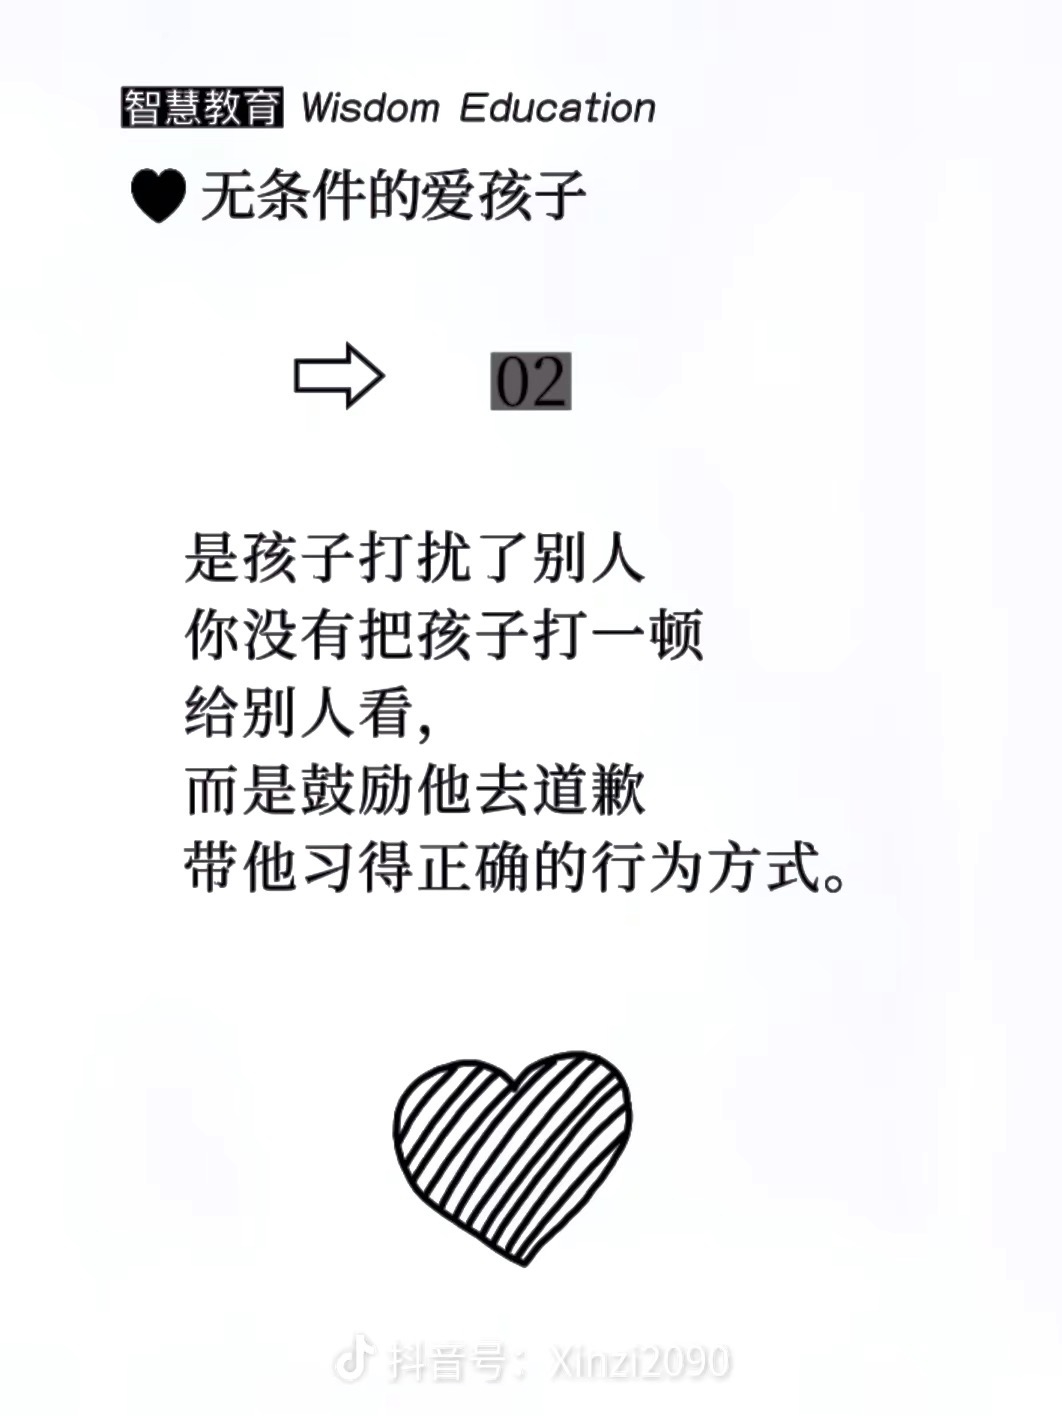 智慧教育 Wisdom Education
无条件的爱孩子
02
是孩子打扰了别人
你没有把孩子打一顿
给别人看,
而是鼓励他去道歉
带他习得正确的行为方式。
抖音号：Xinzi2090